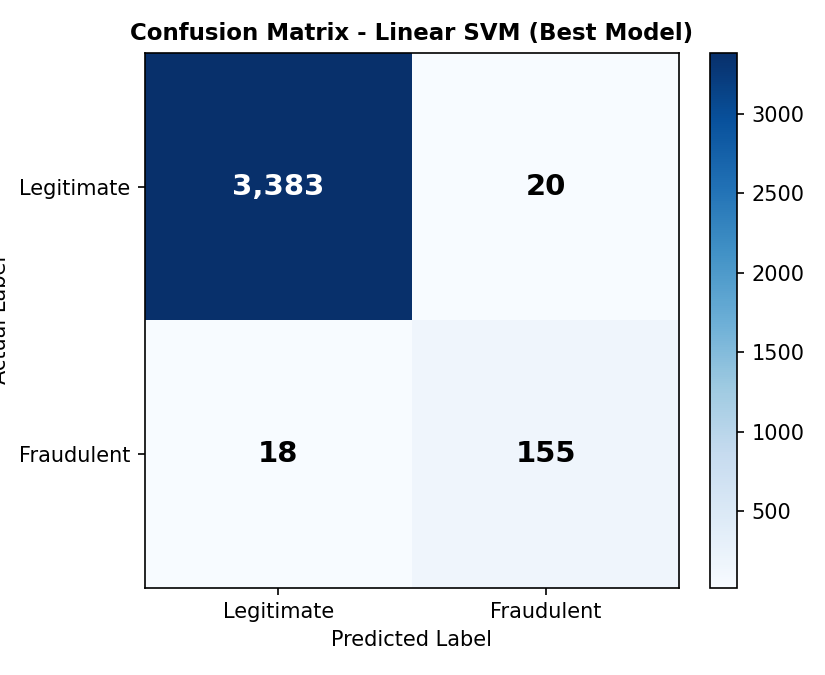 Confusion Matrix - Linear SVM (Best Model)
Legitimate
3,383
20
Fraudulent
18
155
Legitimate
Fraudulent
Predicted Label
3000
2500
2000
1500
1000
500